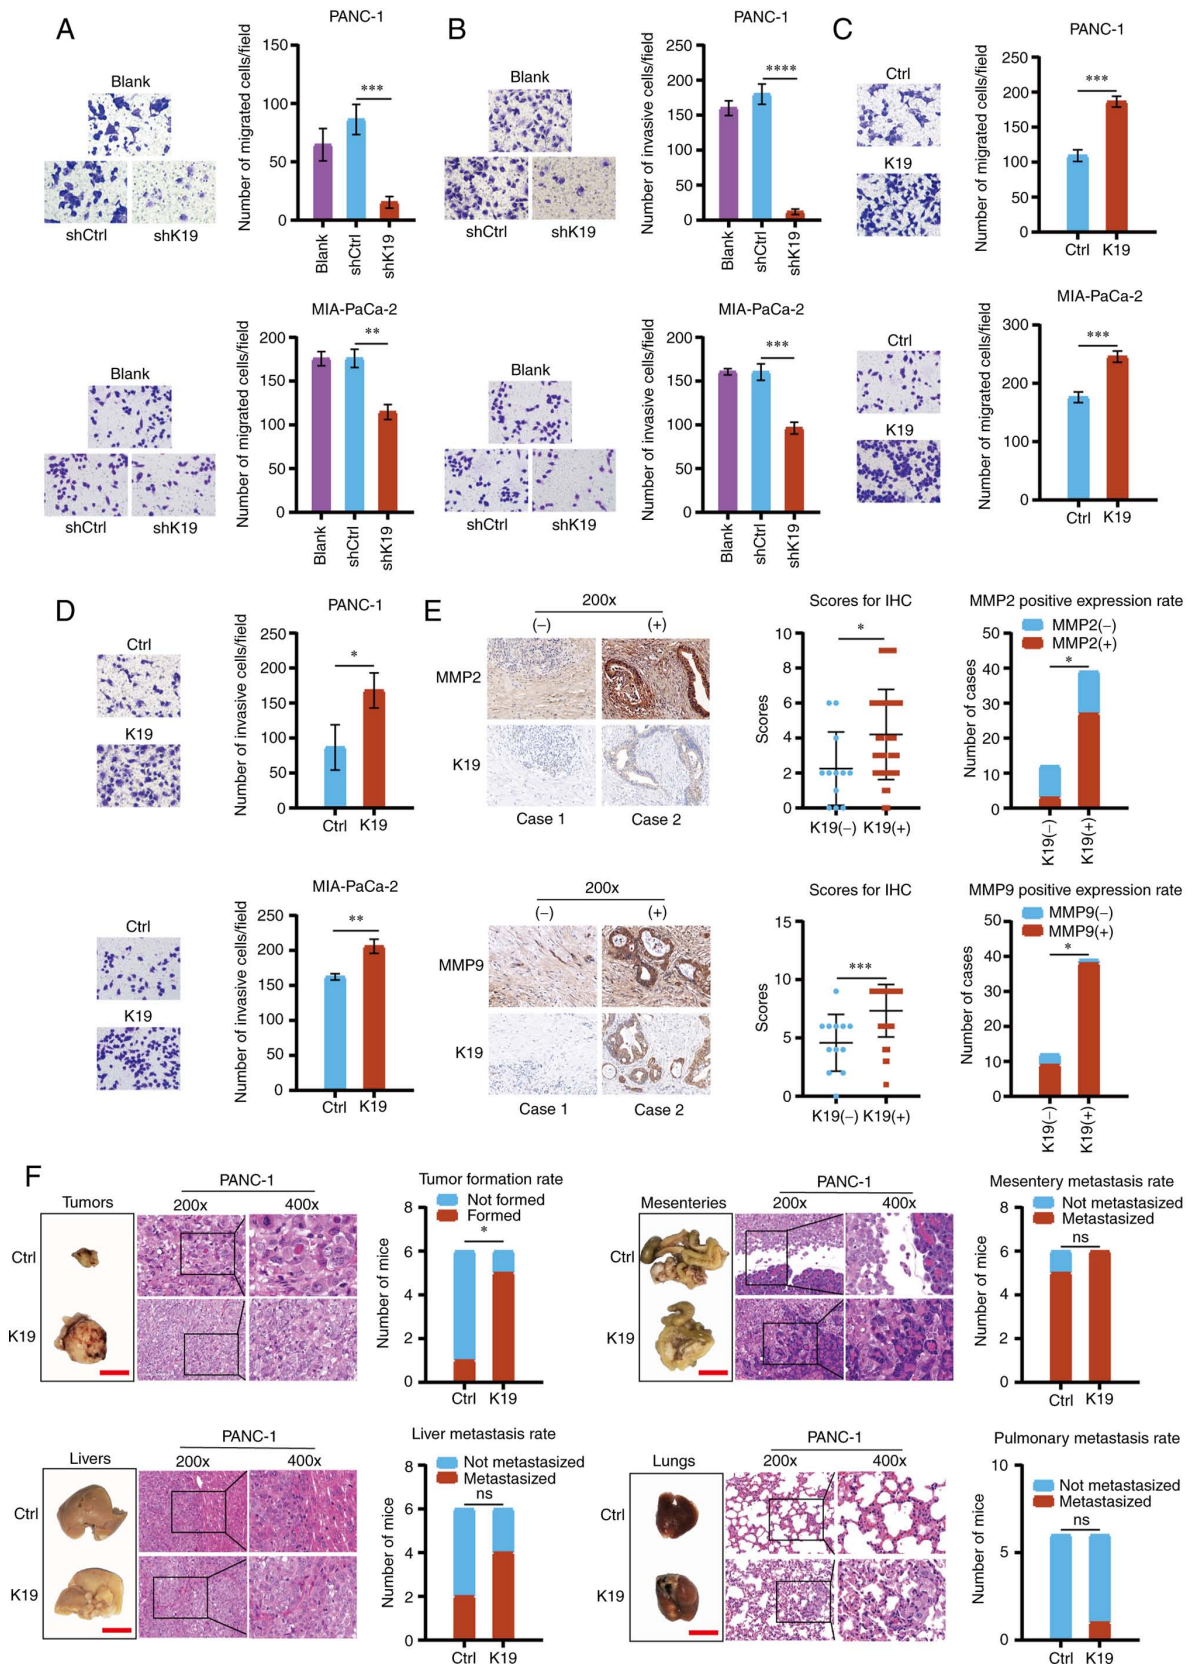 A
Blank
shCtrl shK19
PANC-1
Number of migrated cells/field
150
100
50
0
***
Blank
shCtrl
shK19
Blank
shCtrl shK19
MIA-PaCa-2
Number of migrated cells/field
200
150
100
50
0
**
Blank
shCtrl
shK19
B
Blank
shCtrl shK19
PANC-1
Number of invasive cells/field
250
200
150
100
50
0
****
Blank
shCtrl
shK19
Blank
shCtrl shK19
MIA-PaCa-2
Number of invasive cells/field
200
150
100
50
0
***
Blank
shCtrl
shK19
C
Ctrl
K19
PANC-1
Number of migrated cells/field
250
200
150
100
50
0
***
Ctrl K19
Ctrl
K19
MIA-PaCa-2
Number of migrated cells/field
300
200
100
0
***
Ctrl K19
D
Ctrl
K19
PANC-1
Number of invasive cells/field
250
200
150
100
50
0
*
Ctrl K19
Ctrl
K19
MIA-PaCa-2
Number of invasive cells/field
250
200
150
100
50
0
**
Ctrl K19
E
200x
(−) (+)
MMP2
K19
Case 1 Case 2
Scores for IHC
Scores
10
8
6
4
2
0
*
K19(−) K19(+)
MMP2 positive expression rate
MMP2(−)
MMP2(+)
Number of cases
50
40
30
20
10
0
*
K19(−)
K19(+)
200x
(−) (+)
MMP9
K19
Case 1 Case 2
Scores for IHC
Scores
15
10
5
0
***
K19(−) K19(+)
MMP9 positive expression rate
MMP9(−)
MMP9(+)
Number of cases
50
40
30
20
10
0
*
K19(−)
K19(+)
F
Tumors
PANC-1
200x 400x
Ctrl
K19
Tumor formation rate
Not formed
Formed
Number of mice
8
6
4
2
0
*
Ctrl K19
Mesenteries
PANC-1
200x 400x
Ctrl
K19
Mesentery metastasis rate
Not metastasized
Metastasized
Number of mice
8
6
4
2
0
ns
Ctrl K19
Livers
PANC-1
200x 400x
Ctrl
K19
Liver metastasis rate
Not metastasized
Metastasized
Number of mice
8
6
4
2
0
ns
Ctrl K19
Lungs
PANC-1
200x 400x
Ctrl
K19
Pulmonary metastasis rate
Not metastasized
Metastasized
Number of mice
10
5
0
ns
Ctrl K19